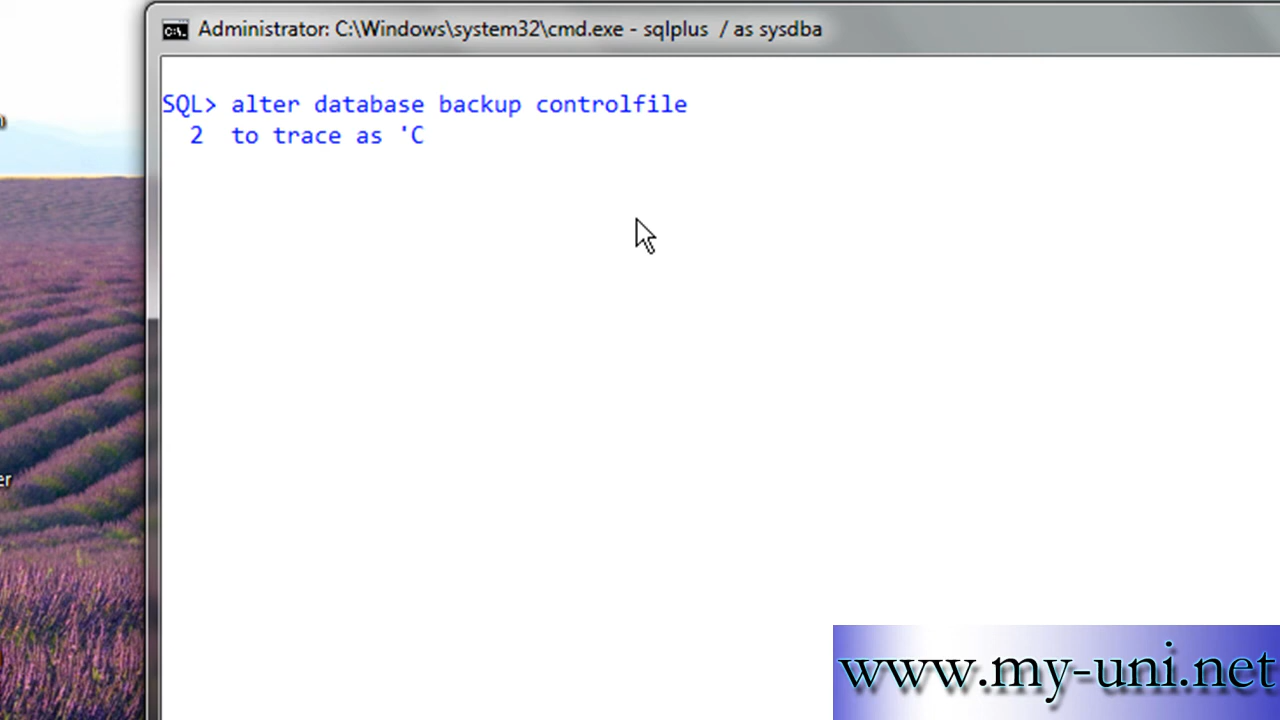 Administrator: C:\Windows\system32\cmd.exe - sqlplus / as sysdba
SQL> alter database backup controlfile
2 to trace as 'C
er
www.my-uni.net